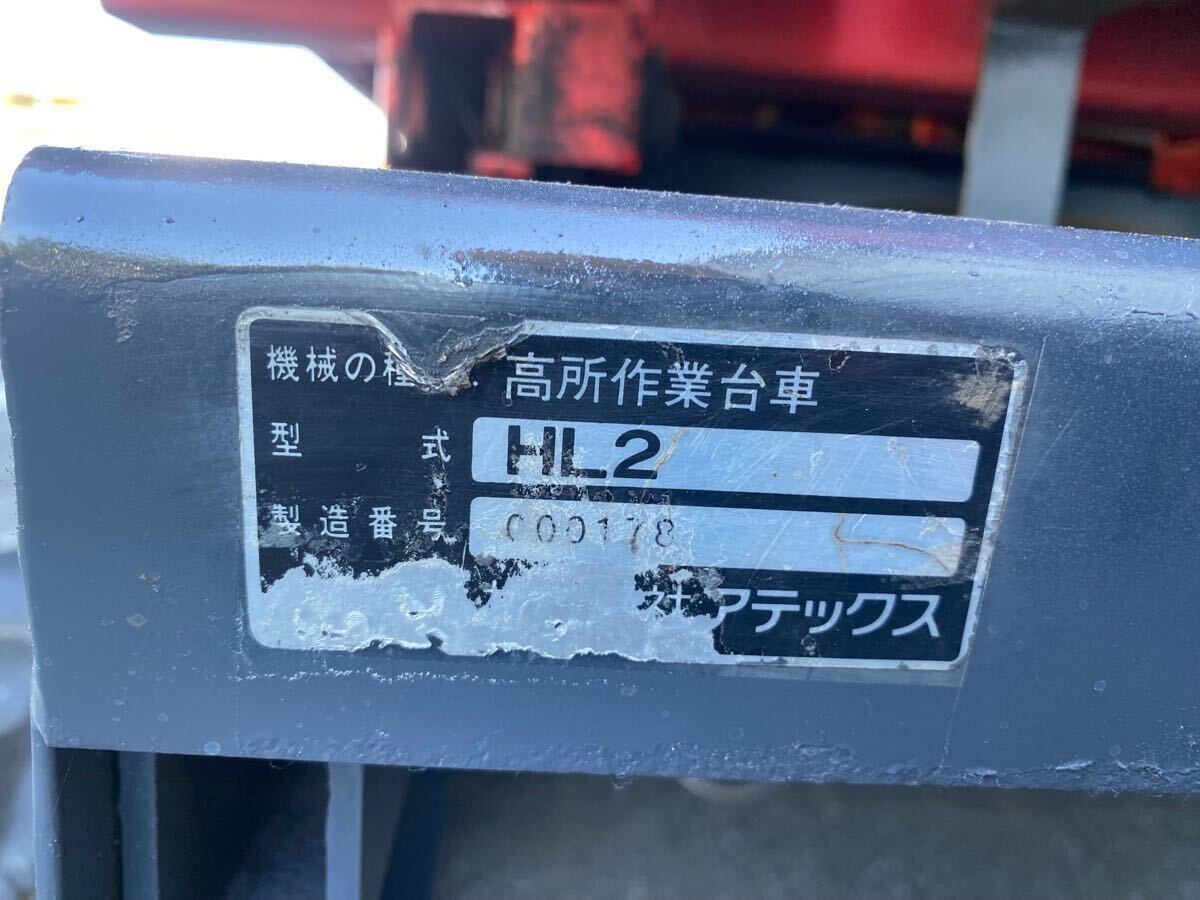 機械の種 高所作業台車
型式 HL2
製造番号 000178
社アテックス